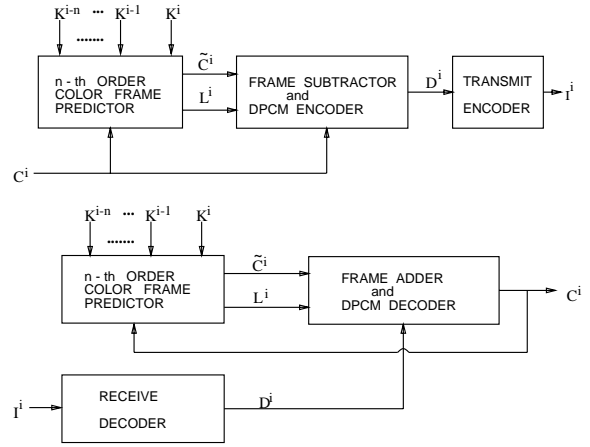 K^{i-n} ... K^{i-1} K^i
.......
n - th ORDER
COLOR FRAME
PREDICTOR
C̃^i
L^i
FRAME SUBTRACTOR
and
DPCM ENCODER
D^i
TRANSMIT
ENCODER
I^i
C^i
K^{i-n} ... K^{i-1} K^i
.......
n - th ORDER
COLOR FRAME
PREDICTOR
C̃^i
L^i
FRAME ADDER
and
DPCM DECODER
C^i
I^i
RECEIVE
DECODER
D^i